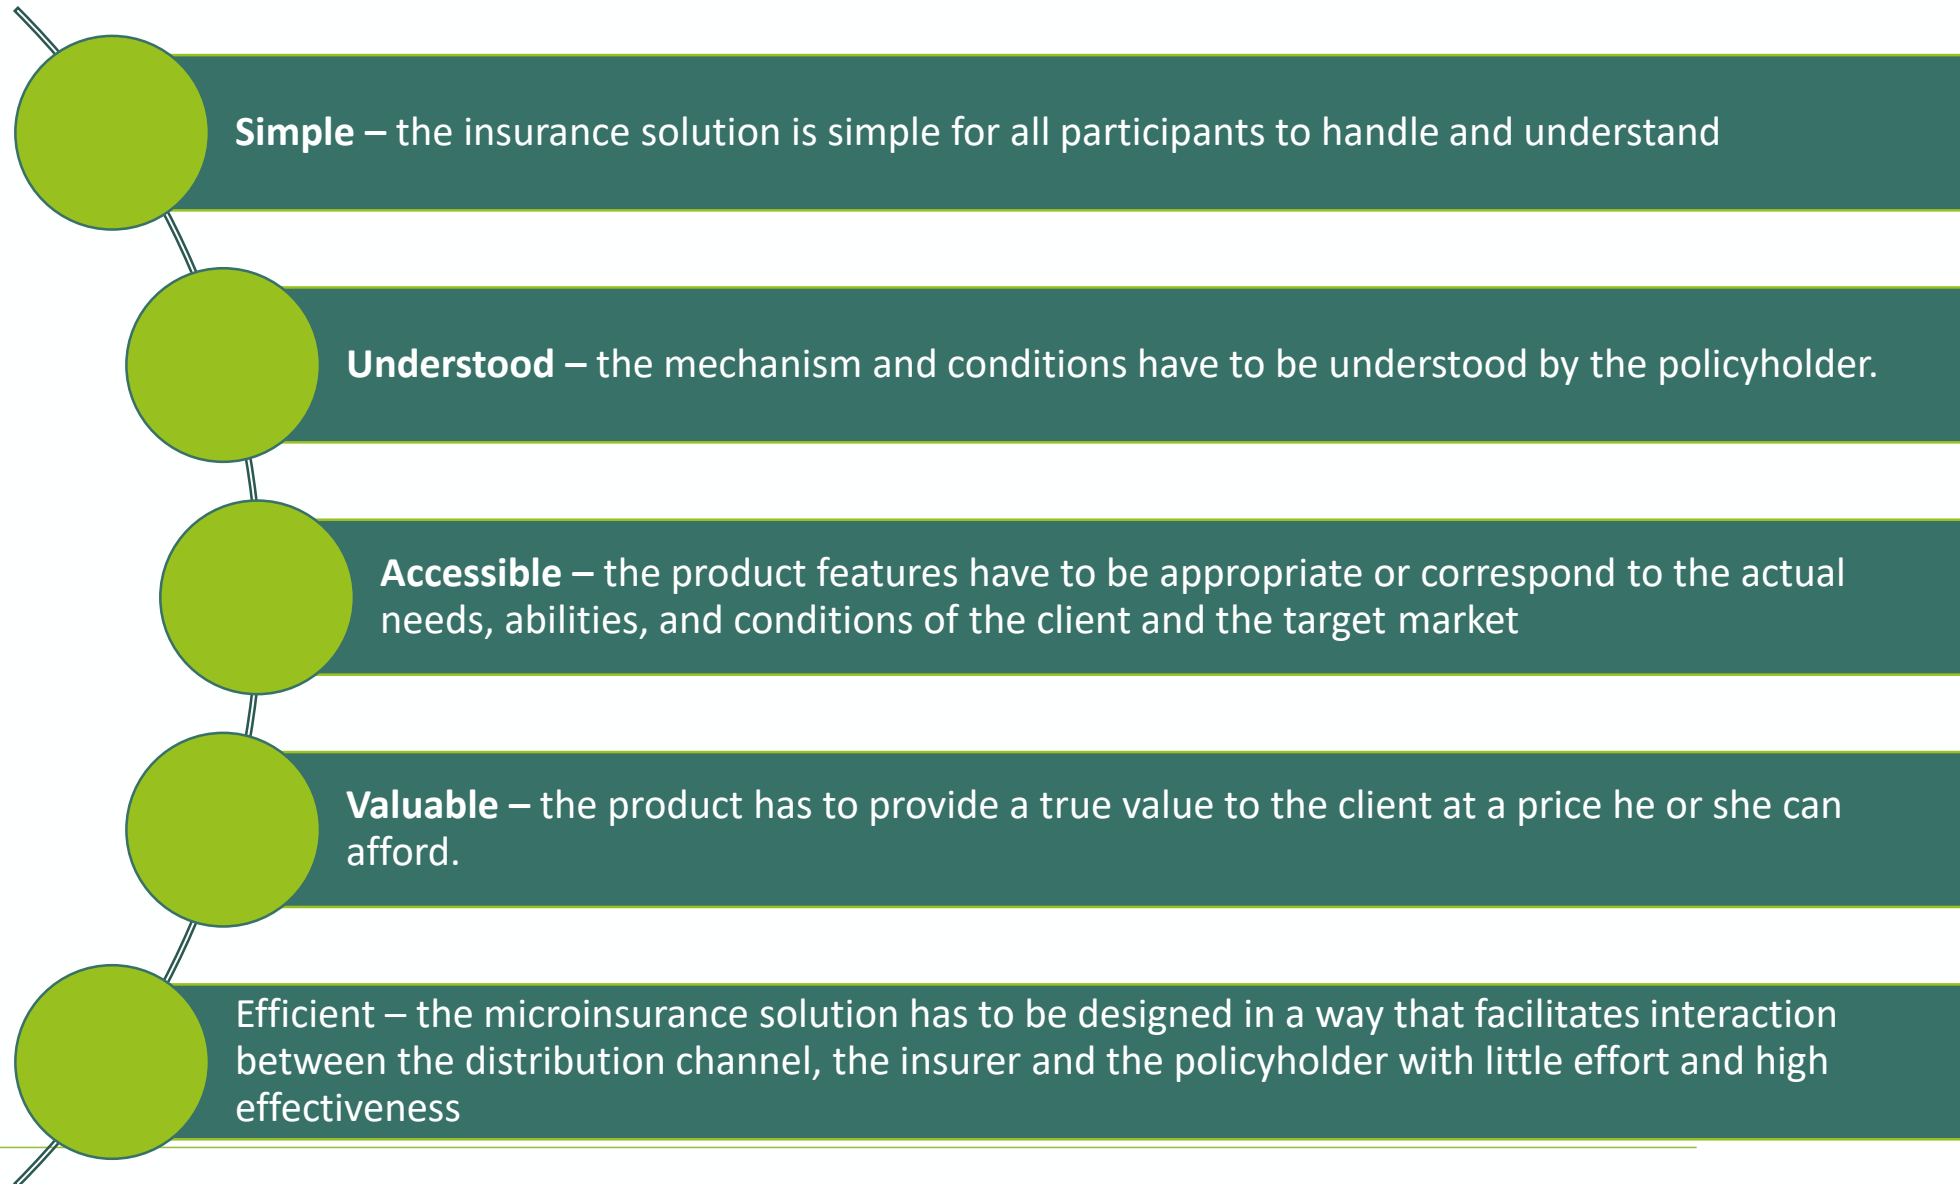 Simple – the insurance solution is simple for all participants to handle and understand
Understood – the mechanism and conditions have to be understood by the policyholder.
Accessible – the product features have to be appropriate or correspond to the actual
needs, abilities, and conditions of the client and the target market
Valuable – the product has to provide a true value to the client at a price he or she can
afford.
Efficient – the microinsurance solution has to be designed in a way that facilitates interaction
between the distribution channel, the insurer and the policyholder with little effort and high
effectiveness